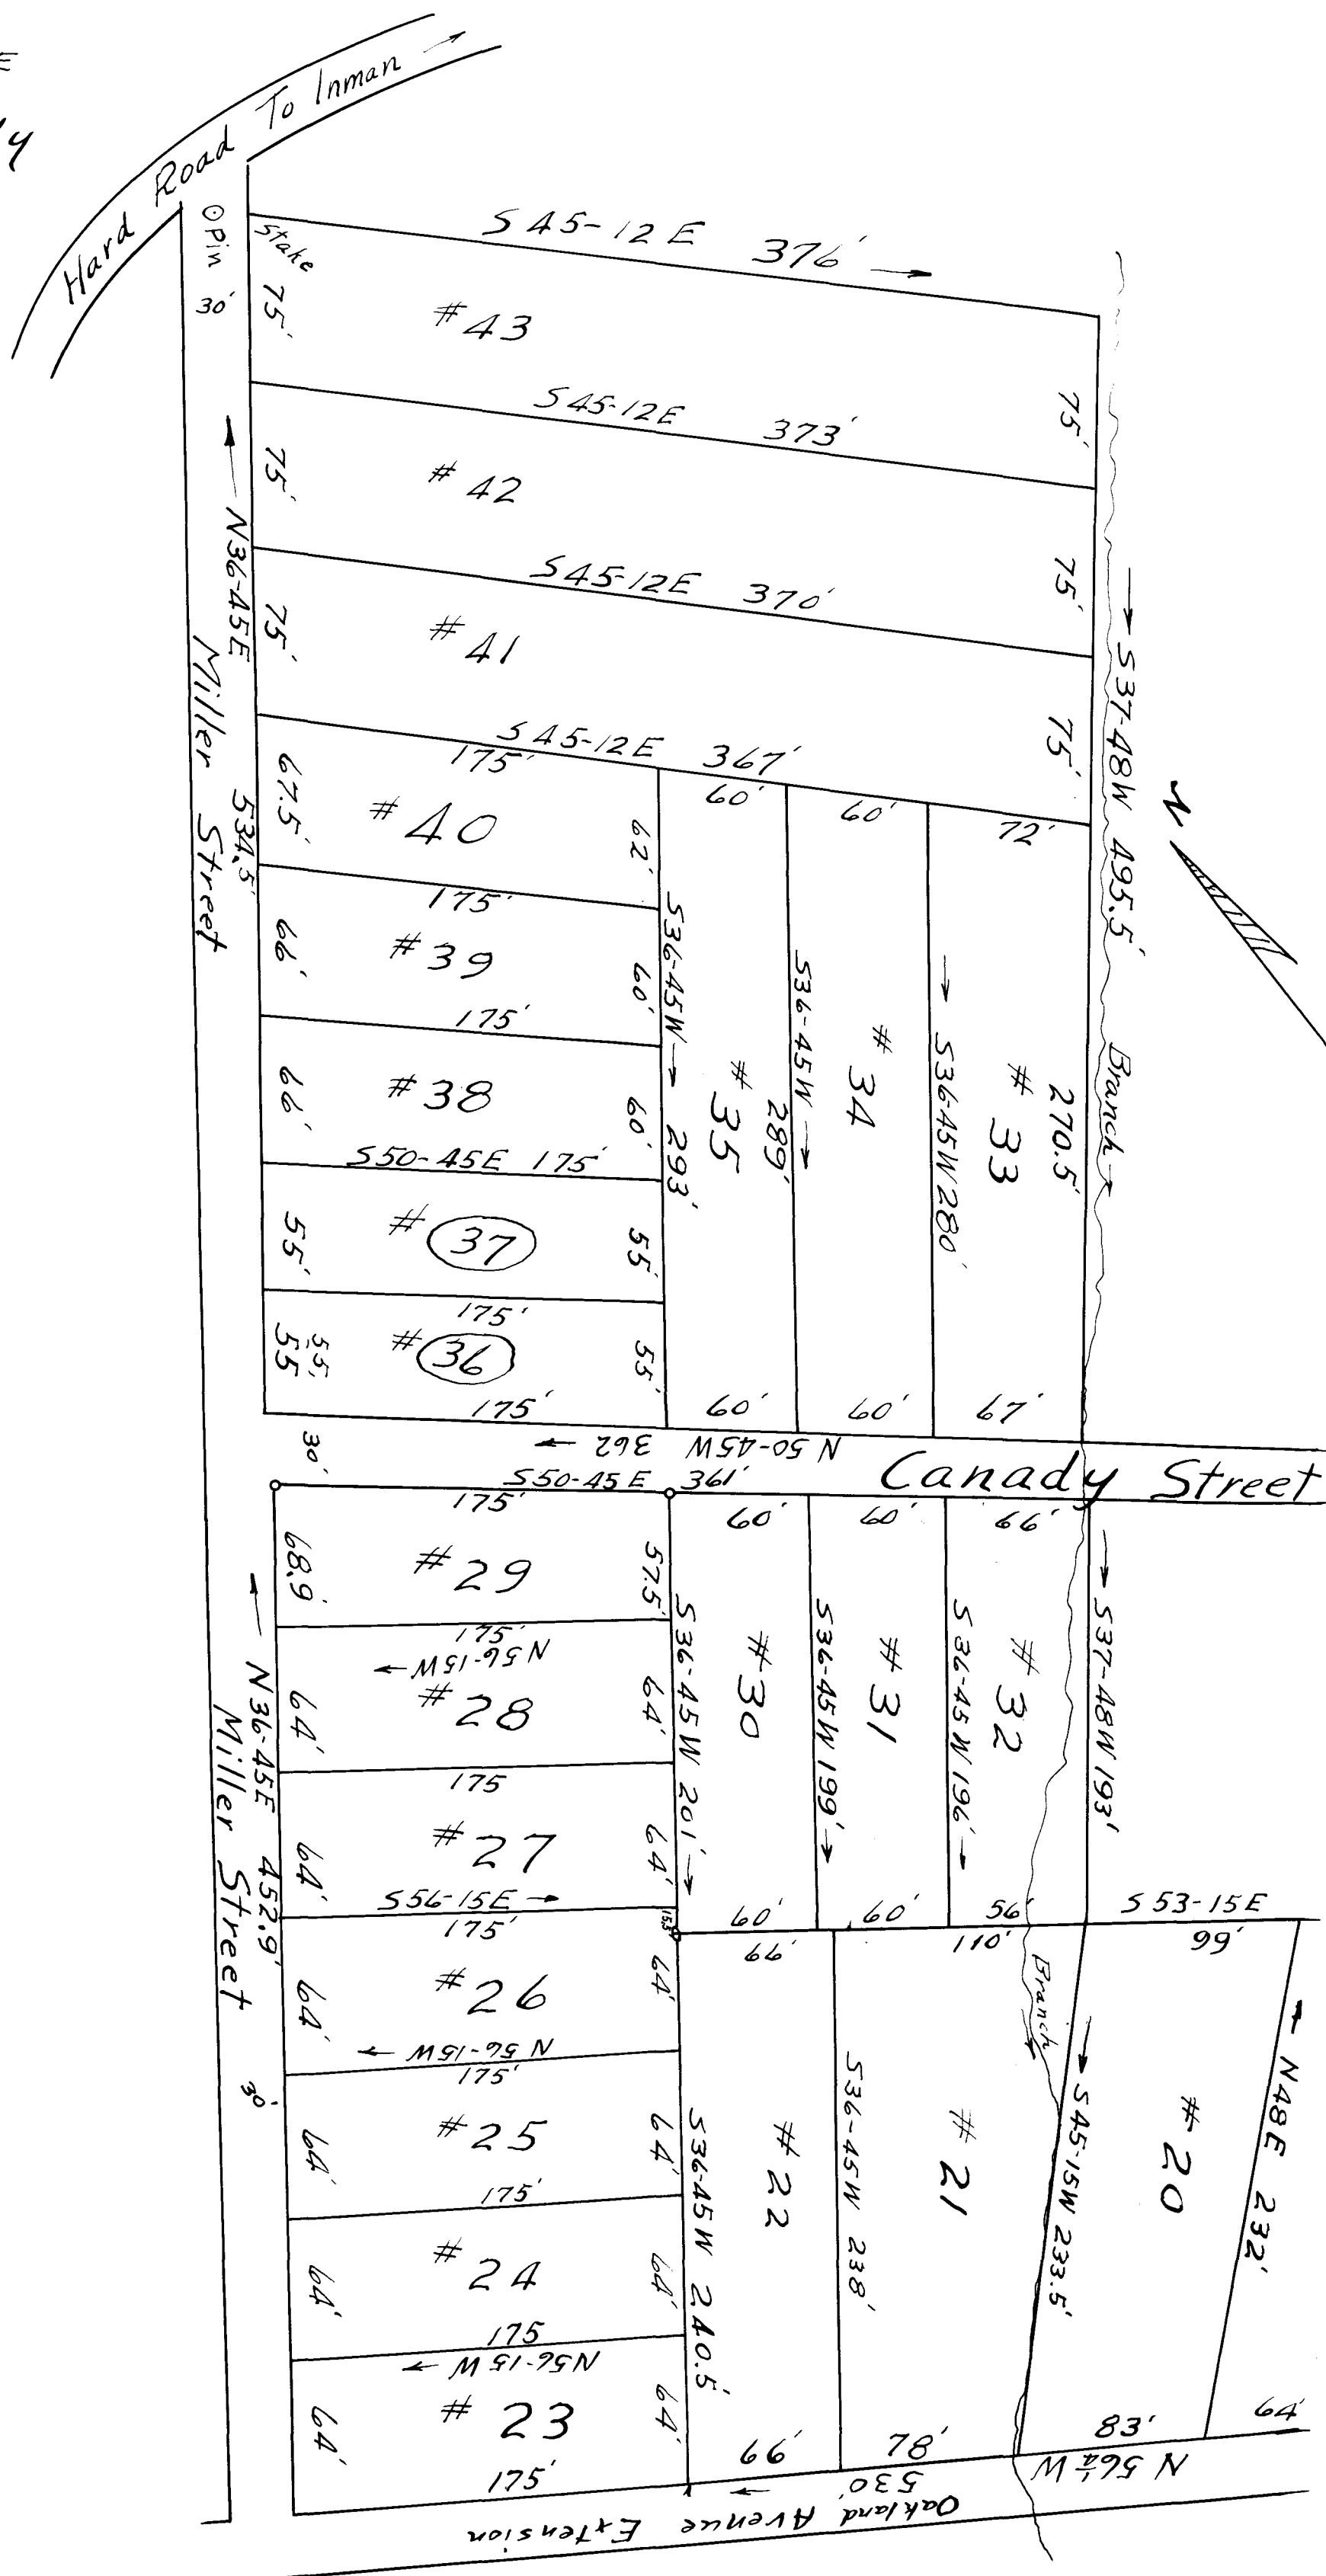 E
y
Hard Road To Inman
Pin
30'
Stake
S 45-12 E 376'
75'
# 43
75'
S 45-12E 373'
75'
# 42
75'
S 45-12E 370'
75'
# 41
75'
S 45-12E 367'
N36-45E 534.5'
Miller Street
S37-48W 495.5'
Branch
N
175'
60'
60'
72'
67.5'
# 40
62'
175'
66'
# 39
60'
175'
66'
# 38
60'
S50-45E 175'
55'
# 37
55'
175'
55'
55
# 36
55'
175'
S36-45W 293'
# 35
289'
S36-45W
# 34
S36-45W 280'
# 33
270.5'
60'
60'
67'
N 50-45W 362
30'
S50-45E 361'
Canady Street
175'
60'
60'
66'
68.9'
# 29
57.5'
175'
N 56-15W
64'
# 28
64'
175
64'
# 27
64'
S56-15E
15.5'
175'
64'
# 26
64'
N 56-15W
175'
64'
# 25
64'
175'
64'
# 24
64'
175
N56-15W
64'
# 23
64'
175'
N36-45E 452.9'
Miller Street
30'
S36-45W 201'
# 30
S36-45W 199'
# 31
S36-45W 196'
# 32
S37-48W 193'
60'
60'
56'
S 53-15E
66'
110'
99'
Branch
S36-45W 240.5'
# 22
S36-45W 238'
# 21
S45-15W 233.5'
# 20
N48E 232'
66'
78'
83'
64'
N 56½ W
530'
Oakland Avenue Extension